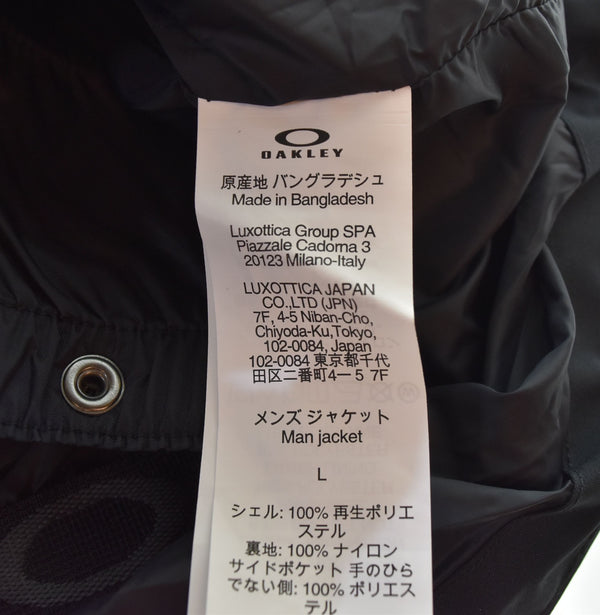 OAKLEY
原産地 バングラデシュ
Made in Bangladesh
Luxottica Group SPA
Piazzale Cadorna 3
20123 Milano-Italy
LUXOTTICA JAPAN
CO.,LTD (JPN)
7F, 4-5 Niban-Cho,
Chiyoda-Ku,Tokyo,
102-0084, Japan
102-0084 東京都千代
田区二番町4ー5 7F
メンズ ジャケット
Man jacket
L
シェル: 100% 再生ポリエ
ステル
裏地: 100% ナイロン
サイドポケット 手のひら
でない側: 100% ポリエス
テル